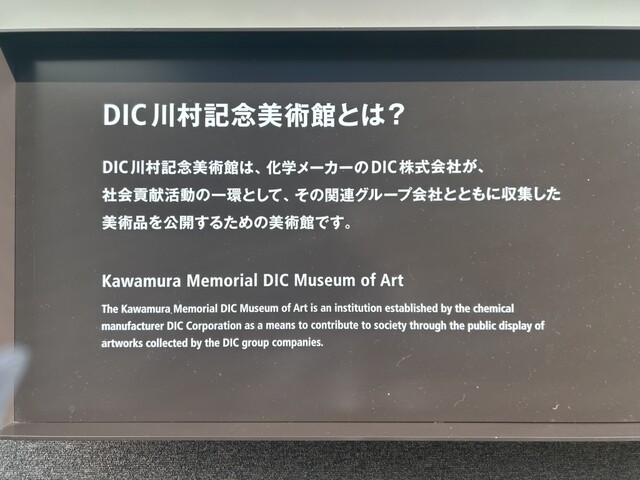 DIC川村記念美術館とは？
DIC川村記念美術館は、化学メーカーのDIC株式会社が、
社会貢献活動の一環として、その関連グループ会社とともに収集した
美術品を公開するための美術館です。
Kawamura Memorial DIC Museum of Art
The Kawamura Memorial DIC Museum of Art is an institution established by the chemical
manufacturer DIC Corporation as a means to contribute to society through the public display of
artworks collected by the DIC group companies.